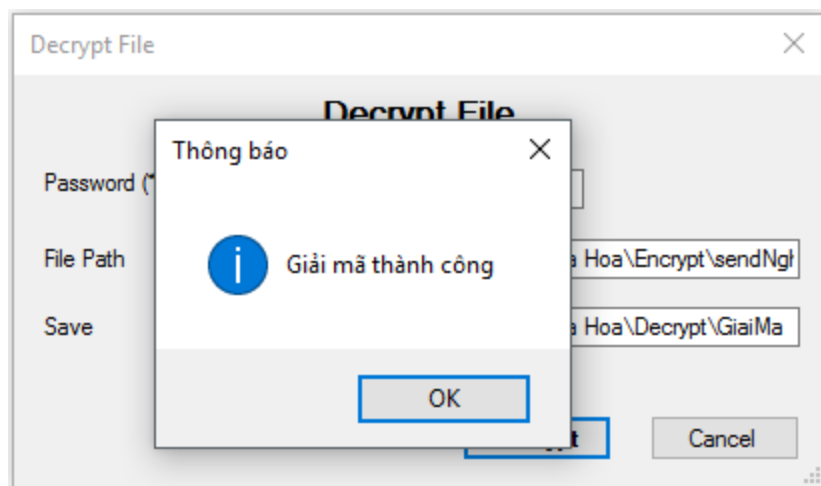 Decrypt File
Decrypt File
Thông báo
Password (*
Giải mã thành công
File Path
a Hoa\Encrypt\sendNgh
Save
a Hoa\Decrypt\GiaiMa
OK
Cancel